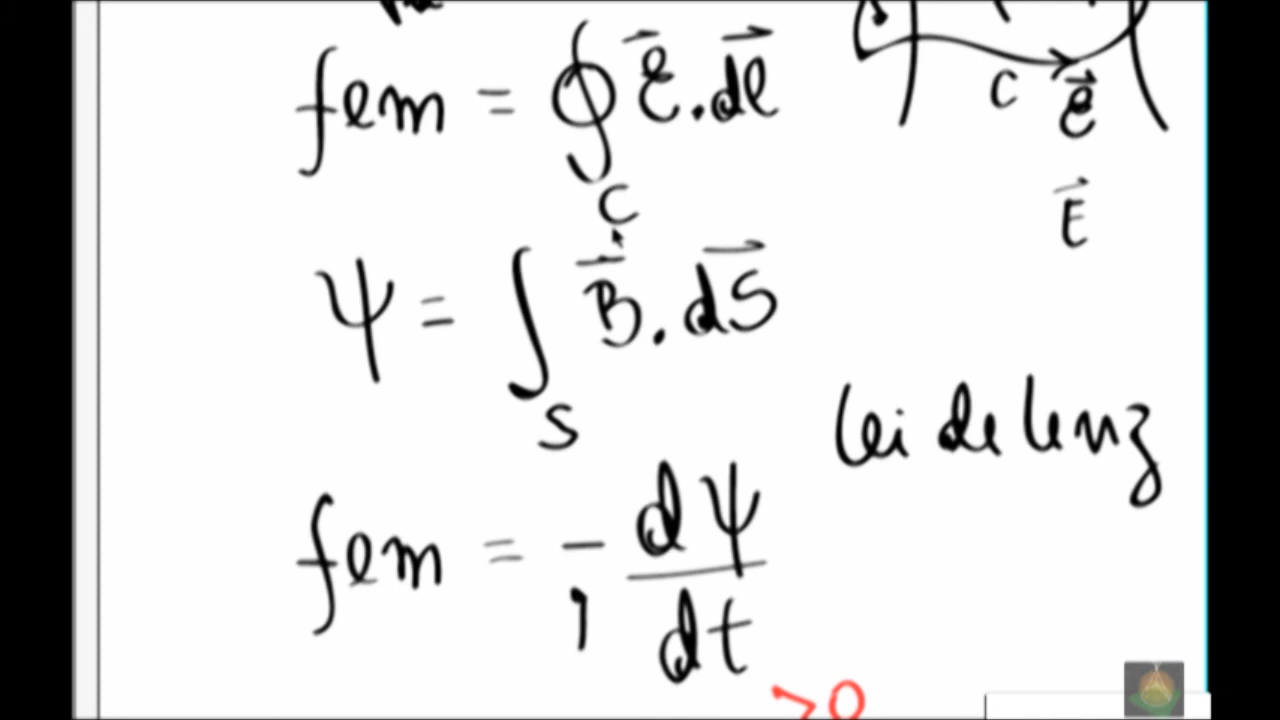 fem = ∮ E⃗ . dℓ⃗
C
C e⃗
E⃗
ψ = ∫ B⃗ . dS⃗
S
lei de lenz
fem = - dψ
dt
>0